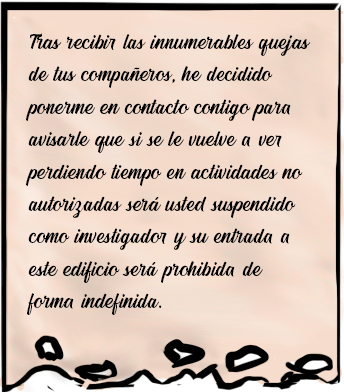 Tras recibir las innumerables quejas
de tus compañeros, he decidido
ponerme en contacto contigo para
avisarle que si se le vuelve a ver
perdiendo tiempo en actividades no
autorizadas será usted suspendido
como investigador y su entrada a
este edificio será prohibida de
forma indefinida.